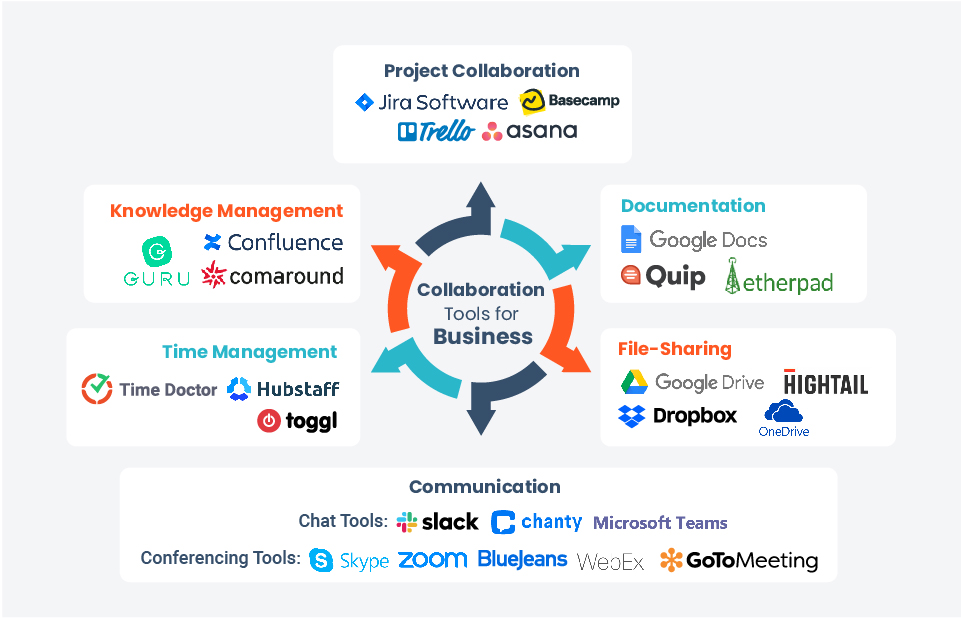 Project Collaboration
Jira Software Basecamp
Trello asana
Knowledge Management
Confluence
GURU comaround
Documentation
Google Docs
Quip etherpad
Collaboration
Tools for
Business
Time Management
Time Doctor Hubstaff
toggl
File-Sharing
Google Drive HIGHTAIL
Dropbox OneDrive
Communication
Chat Tools: slack chanty Microsoft Teams
Conferencing Tools: Skype zoom BlueJeans WebEx GoToMeeting